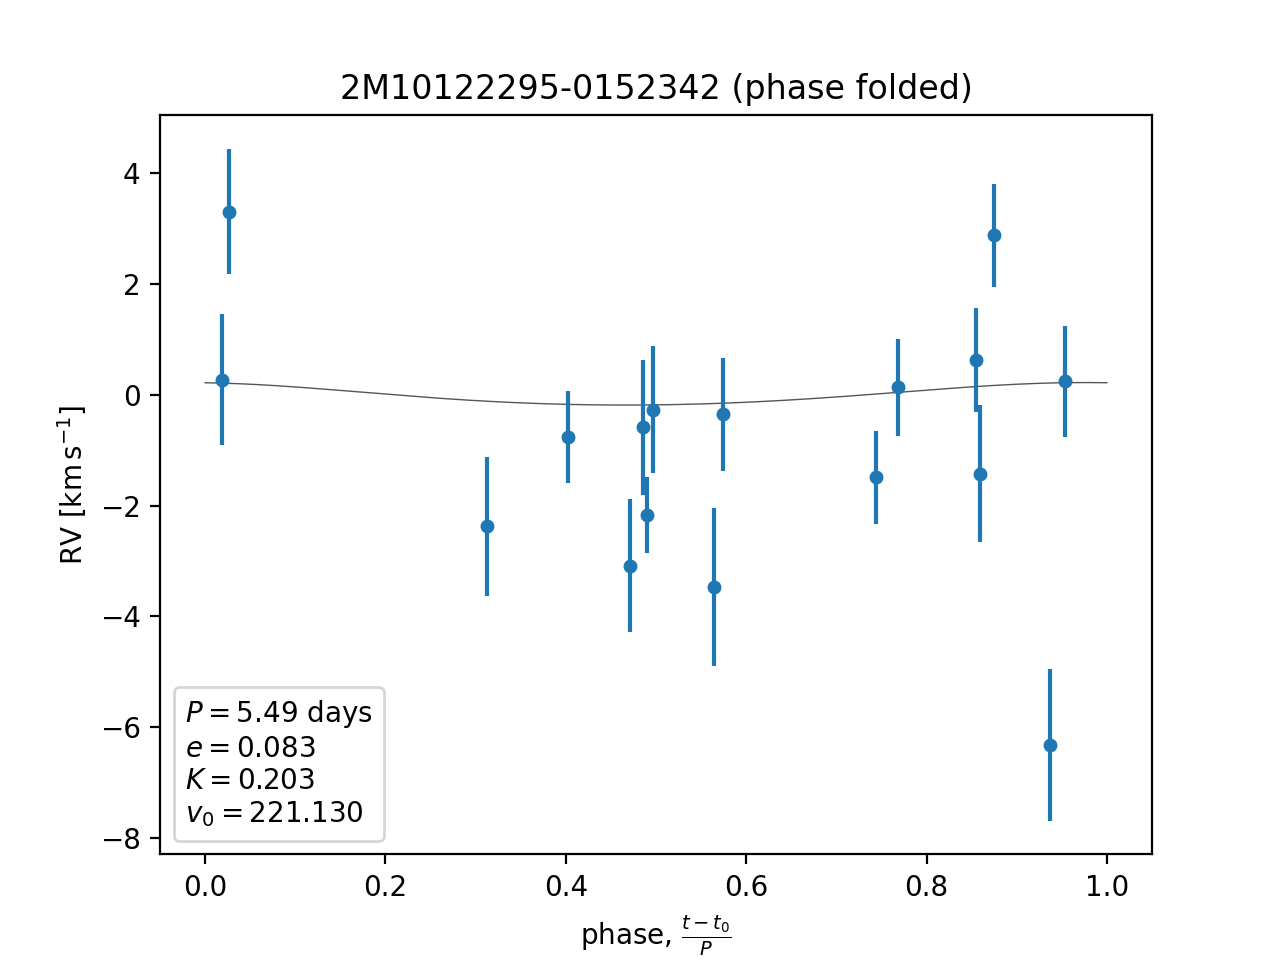 2M10122295-0152342 (phase folded)
4
2
0
−2
−4
−6
−8
RV [km s⁻¹]
P = 5.49 days
e = 0.083
K = 0.203
v₀ = 221.130
0.0 0.2 0.4 0.6 0.8 1.0
phase, (t − t₀)/P